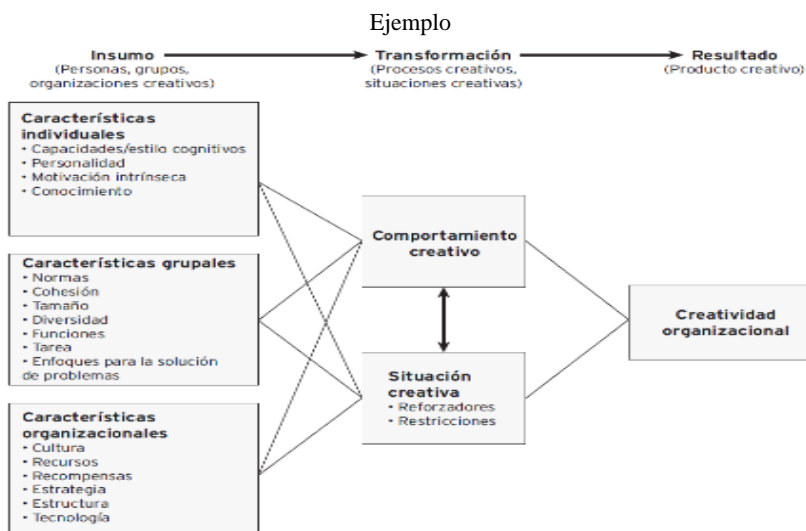 Ejemplo
Insumo
(Personas, grupos,
organizaciones creativos)
Transformación
(Procesos creativos,
situaciones creativas)
Resultado
(Producto creativo)
Características
individuales
• Capacidades/estilo cognitivos
• Personalidad
• Motivación intrínseca
• Conocimiento
Características grupales
• Normas
• Cohesión
• Tamaño
• Diversidad
• Funciones
• Tarea
• Enfoques para la solución
de problemas
Características
organizacionales
• Cultura
• Recursos
• Recompensas
• Estrategia
• Estructura
• Tecnología
Comportamiento
creativo
Situación
creativa
• Reforzadores
• Restricciones
Creatividad
organizacional